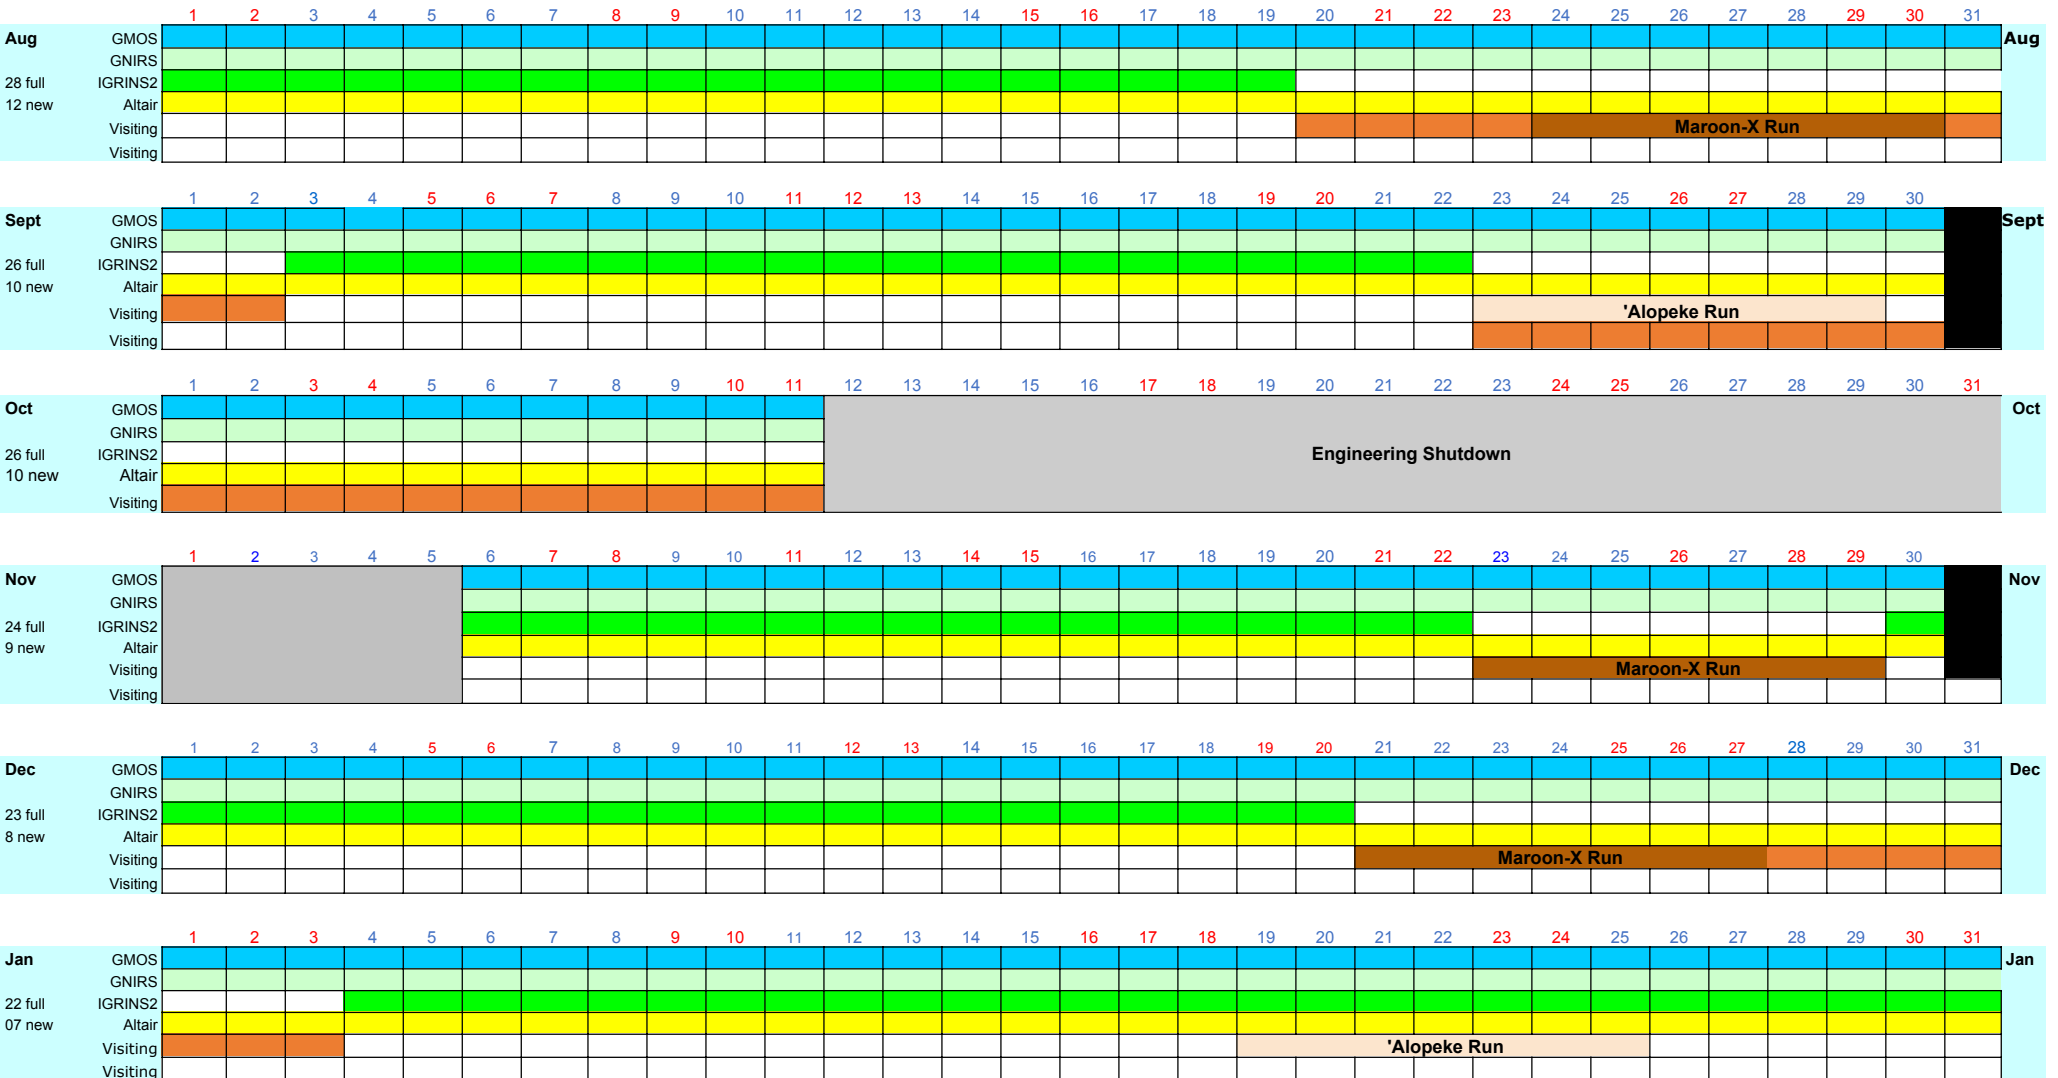 1 2 3 4 5 6 7 8 9 10 11 12 13 14 15 16 17 18 19 20 21 22 23 24 25 26 27 28 29 30 31
Aug GMOS Aug
GNIRS
28 full IGRINS2
12 new Altair
Visiting Maroon-X Run
Visiting
1 2 3 4 5 6 7 8 9 10 11 12 13 14 15 16 17 18 19 20 21 22 23 24 25 26 27 28 29 30
Sept GMOS Sept
GNIRS
26 full IGRINS2
10 new Altair
Visiting 'Alopeke Run
Visiting
1 2 3 4 5 6 7 8 9 10 11 12 13 14 15 16 17 18 19 20 21 22 23 24 25 26 27 28 29 30 31
Oct GMOS Oct
GNIRS
26 full IGRINS2 Engineering Shutdown
10 new Altair
Visiting
1 2 3 4 5 6 7 8 9 10 11 12 13 14 15 16 17 18 19 20 21 22 23 24 25 26 27 28 29 30
Nov GMOS Nov
GNIRS
24 full IGRINS2
9 new Altair
Visiting Maroon-X Run
Visiting
1 2 3 4 5 6 7 8 9 10 11 12 13 14 15 16 17 18 19 20 21 22 23 24 25 26 27 28 29 30 31
Dec GMOS Dec
GNIRS
23 full IGRINS2
8 new Altair
Visiting Maroon-X Run
Visiting
1 2 3 4 5 6 7 8 9 10 11 12 13 14 15 16 17 18 19 20 21 22 23 24 25 26 27 28 29 30 31
Jan GMOS Jan
GNIRS
22 full IGRINS2
07 new Altair
Visiting 'Alopeke Run
Visiting